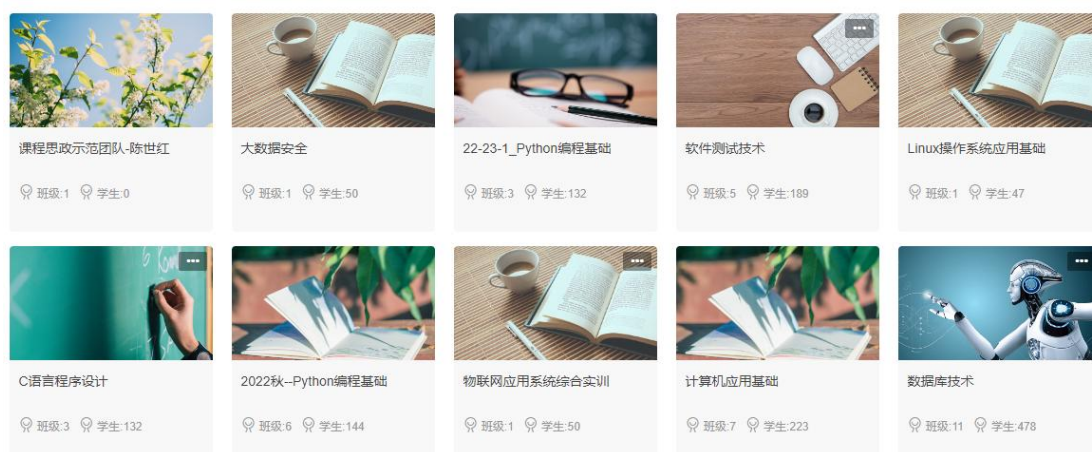 课程思政示范团队-陈世红
班级:1 学生:0
大数据安全
班级:1 学生:50
22-23-1_Python编程基础
班级:3 学生:132
软件测试技术
班级:5 学生:189
Linux操作系统应用基础
班级:1 学生:47
C语言程序设计
班级:3 学生:132
2022秋--Python编程基础
班级:6 学生:144
物联网应用系统综合实训
班级:1 学生:50
计算机应用基础
班级:7 学生:223
数据库技术
班级:11 学生:478